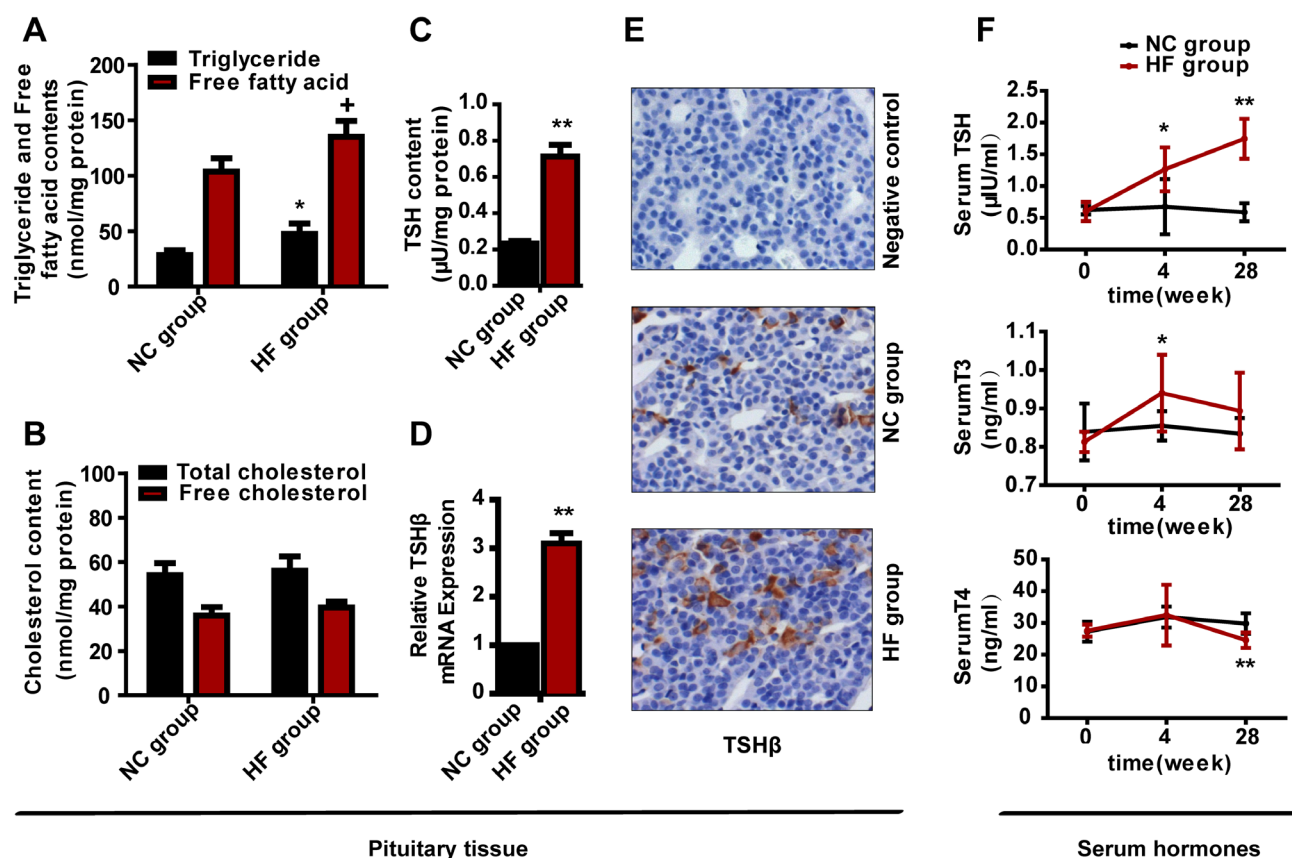 A
Triglyceride
Free fatty acid
Triglyceride and Free
fatty acid contents
(nmol/mg protein)
200
150
100
50
0
*
+
NC group
HF group
B
Total cholesterol
Free cholesterol
Cholesterol content
(nmol/mg protein)
100
80
60
40
20
0
NC group
HF group
C
TSH content
(µU/mg protein)
1.0
0.8
0.6
0.4
0.2
0.0
**
NC group
HF group
D
Relative TSHβ
mRNA Expression
4
3
2
1
0
**
NC group
HF group
E
Negative control
NC group
HF group
TSHβ
F
NC group
HF group
Serum TSH
(µIU/ml)
2.5
2.0
1.5
1.0
0.5
0.0
*
**
0 4 28
time(week)
SerumT3
(ng/ml)
1.1
1.0
0.9
0.8
0.7
*
0 4 28
time(week)
SerumT4
(ng/ml)
50
40
30
20
10
0
**
0 4 28
time(week)
Pituitary tissue
Serum hormones